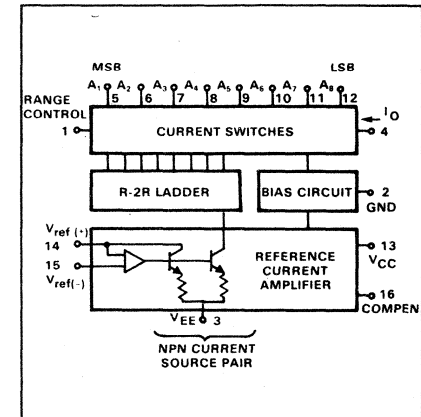 MSB LSB
A1 A2 A3 A4 A5 A6 A7 A8
RANGE CONTROL
5 6 7 8 9 10 11 12
IO
1 CURRENT SWITCHES 4
R-2R LADDER BIAS CIRCUIT 2
GND
Vref (+)
14 13
VCC
15
Vref(-)
REFERENCE
CURRENT
AMPLIFIER
16
COMPEN
VEE 3
NPN CURRENT
SOURCE PAIR